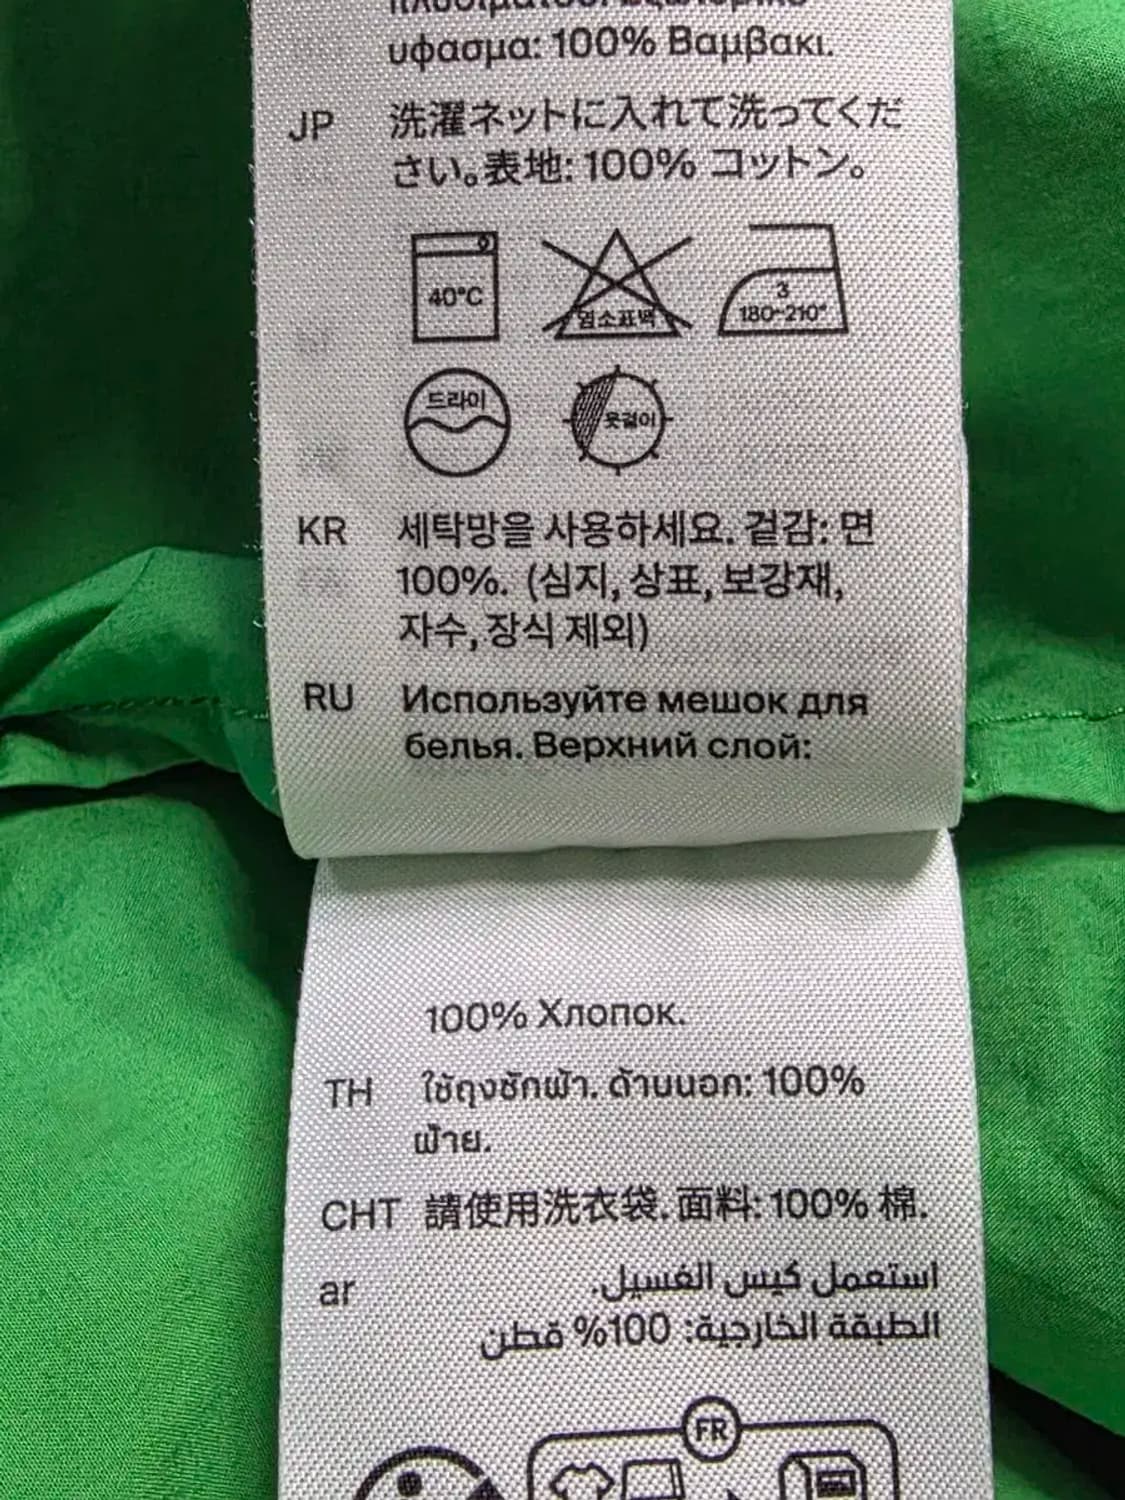 υφασμα: 100% Βαμβακι.
JP 洗濯ネットに入れて洗ってくだ
さい。表地: 100% コットン。
40°C
염소표백
3
180~210°
드라이
옷걸이
KR 세탁망을 사용하세요. 겉감: 면
100%. (심지, 상표, 보강재,
자수, 장식 제외)
RU Используйте мешок для
белья. Верхний слой:
100% Хлопок.
TH ใช้ถุงซักผ้า. ด้านนอก: 100%
ฝ้าย.
CHT 請使用洗衣袋. 面料: 100% 棉.
ar استعمل كيس الغسيل.
الطبقة الخارجية: 100% قطن
FR